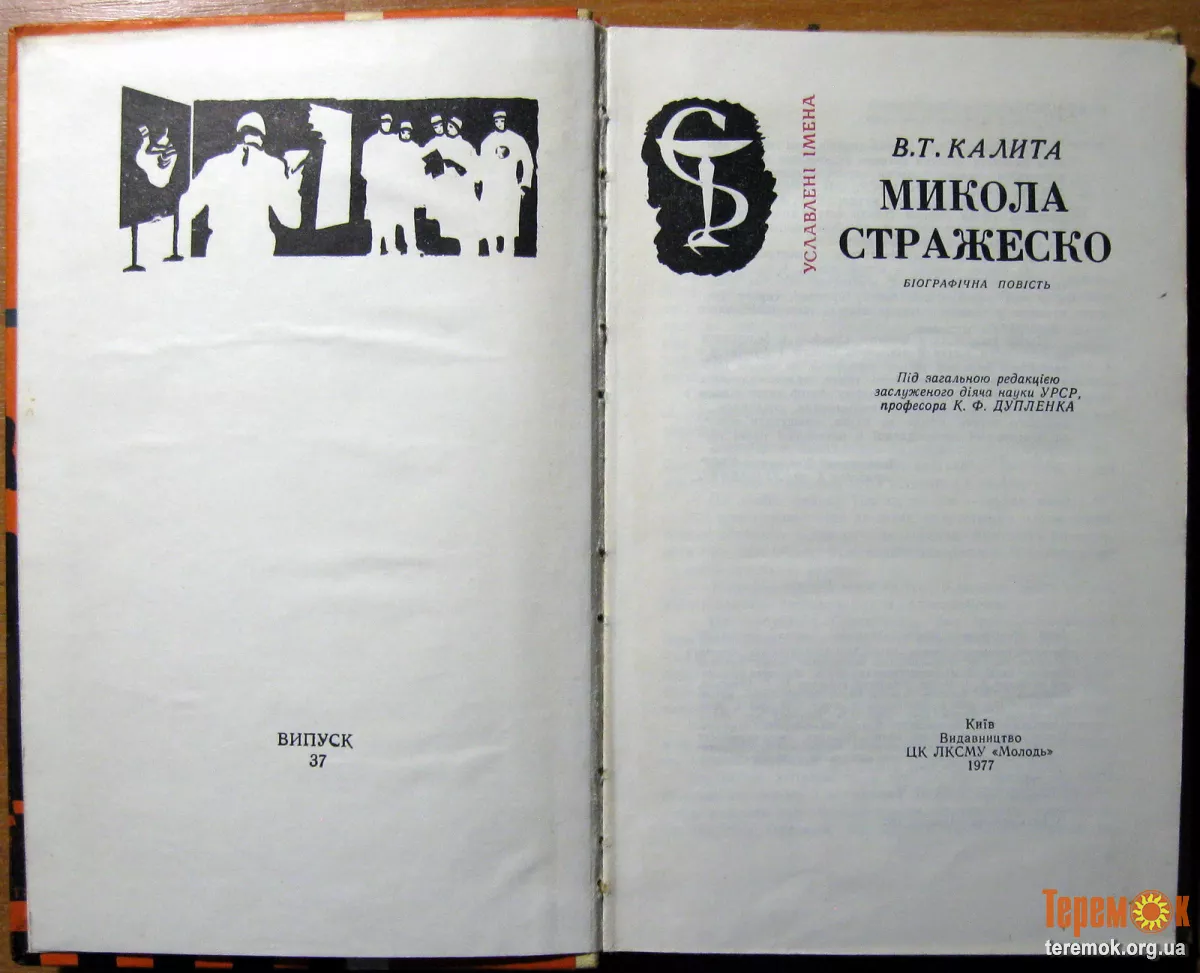 ВИПУСК
37
УСЛАВЛЕНІ ІМЕНА
В.Т. КАЛИТА
МИКОЛА
СТРАЖЕСКО
БІОГРАФІЧНА ПОВІСТЬ
Під загальною редакцією
заслуженого діяча науки УРСР,
професора К. Ф. ДУПЛЕНКА
Київ
Видавництво
ЦК ЛКСМУ «Молодь»
1977
Теремок
teremok.org.ua